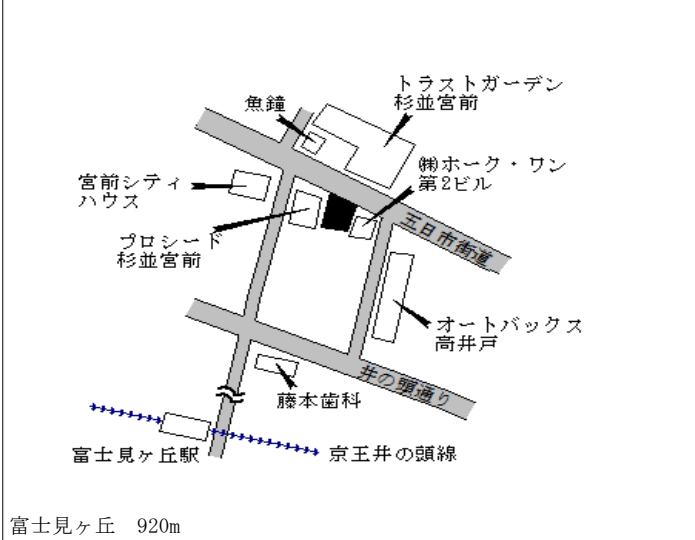 トラストガーデン
杉並宮前
魚鐘
㈱ホーク・ワン
第2ビル
宮前シティ
ハウス
プロシード
杉並宮前
五日市街道
オートバックス
高井戸
井の頭通り
藤本歯科
富士見ヶ丘駅
京王井の頭線
富士見ヶ丘 920m